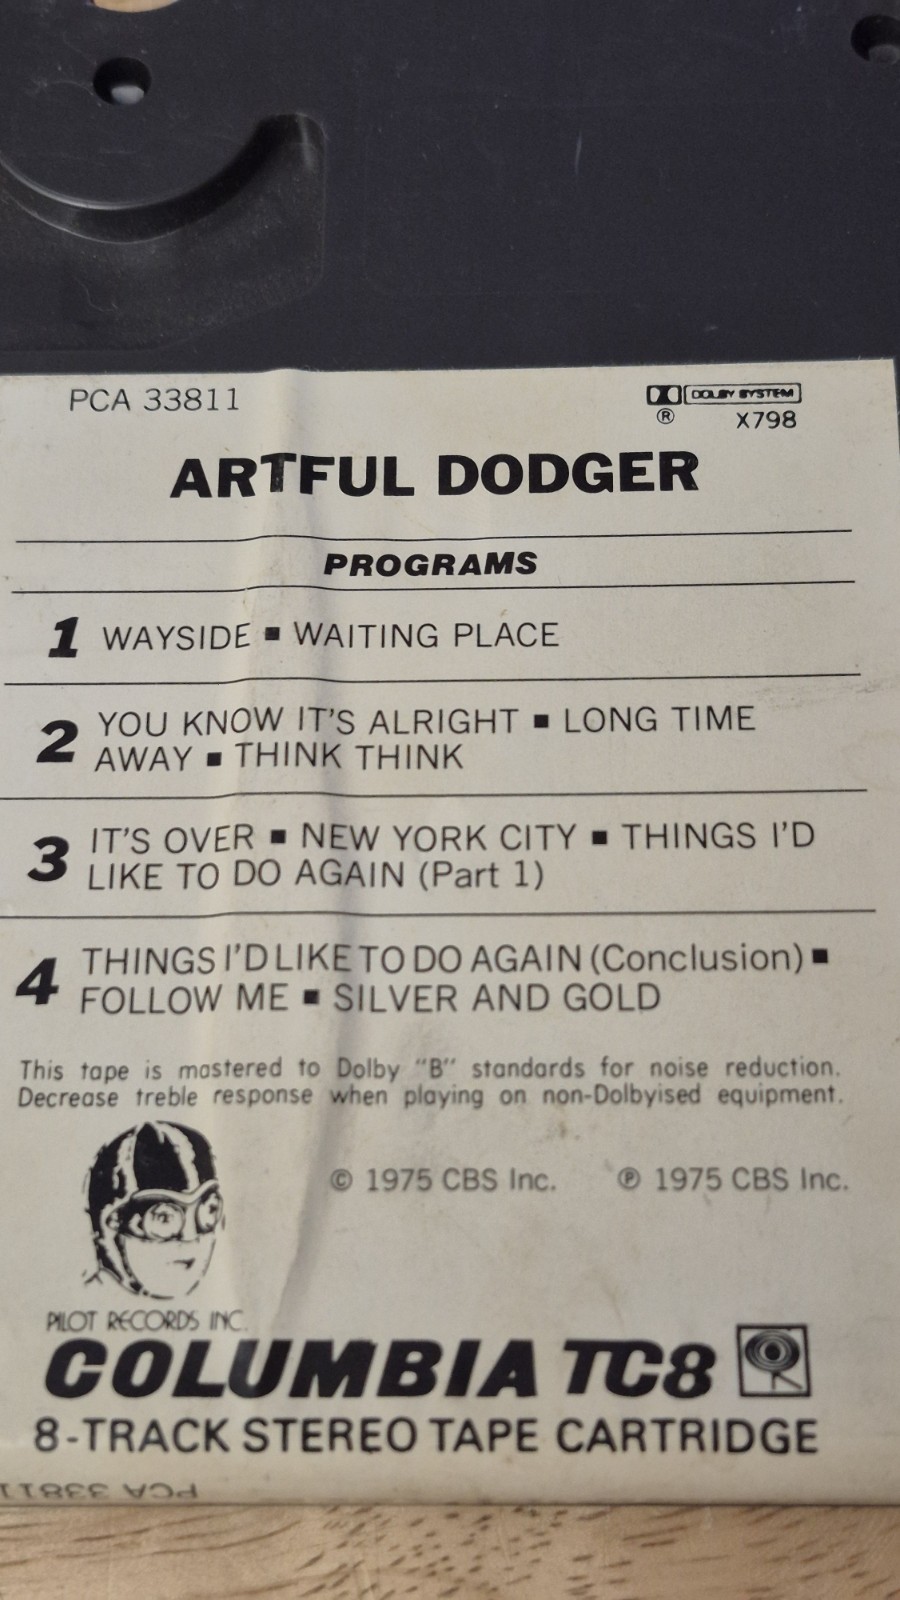 PCA 33811
DOLBY SYSTEM
®
X798
ARTFUL DODGER
PROGRAMS
1 WAYSIDE ■ WAITING PLACE
2 YOU KNOW IT'S ALRIGHT ■ LONG TIME
AWAY ■ THINK THINK
3 IT'S OVER ■ NEW YORK CITY ■ THINGS I'D
LIKE TO DO AGAIN (Part 1)
4 THINGS I'D LIKE TO DO AGAIN (Conclusion) ■
FOLLOW ME ■ SILVER AND GOLD
This tape is mastered to Dolby "B" standards for noise reduction.
Decrease treble response when playing on non-Dolbyised equipment.
© 1975 CBS Inc. ℗ 1975 CBS Inc.
PILOT RECORDS INC.
COLUMBIA TC8
8-TRACK STEREO TAPE CARTRIDGE
PCA 33811